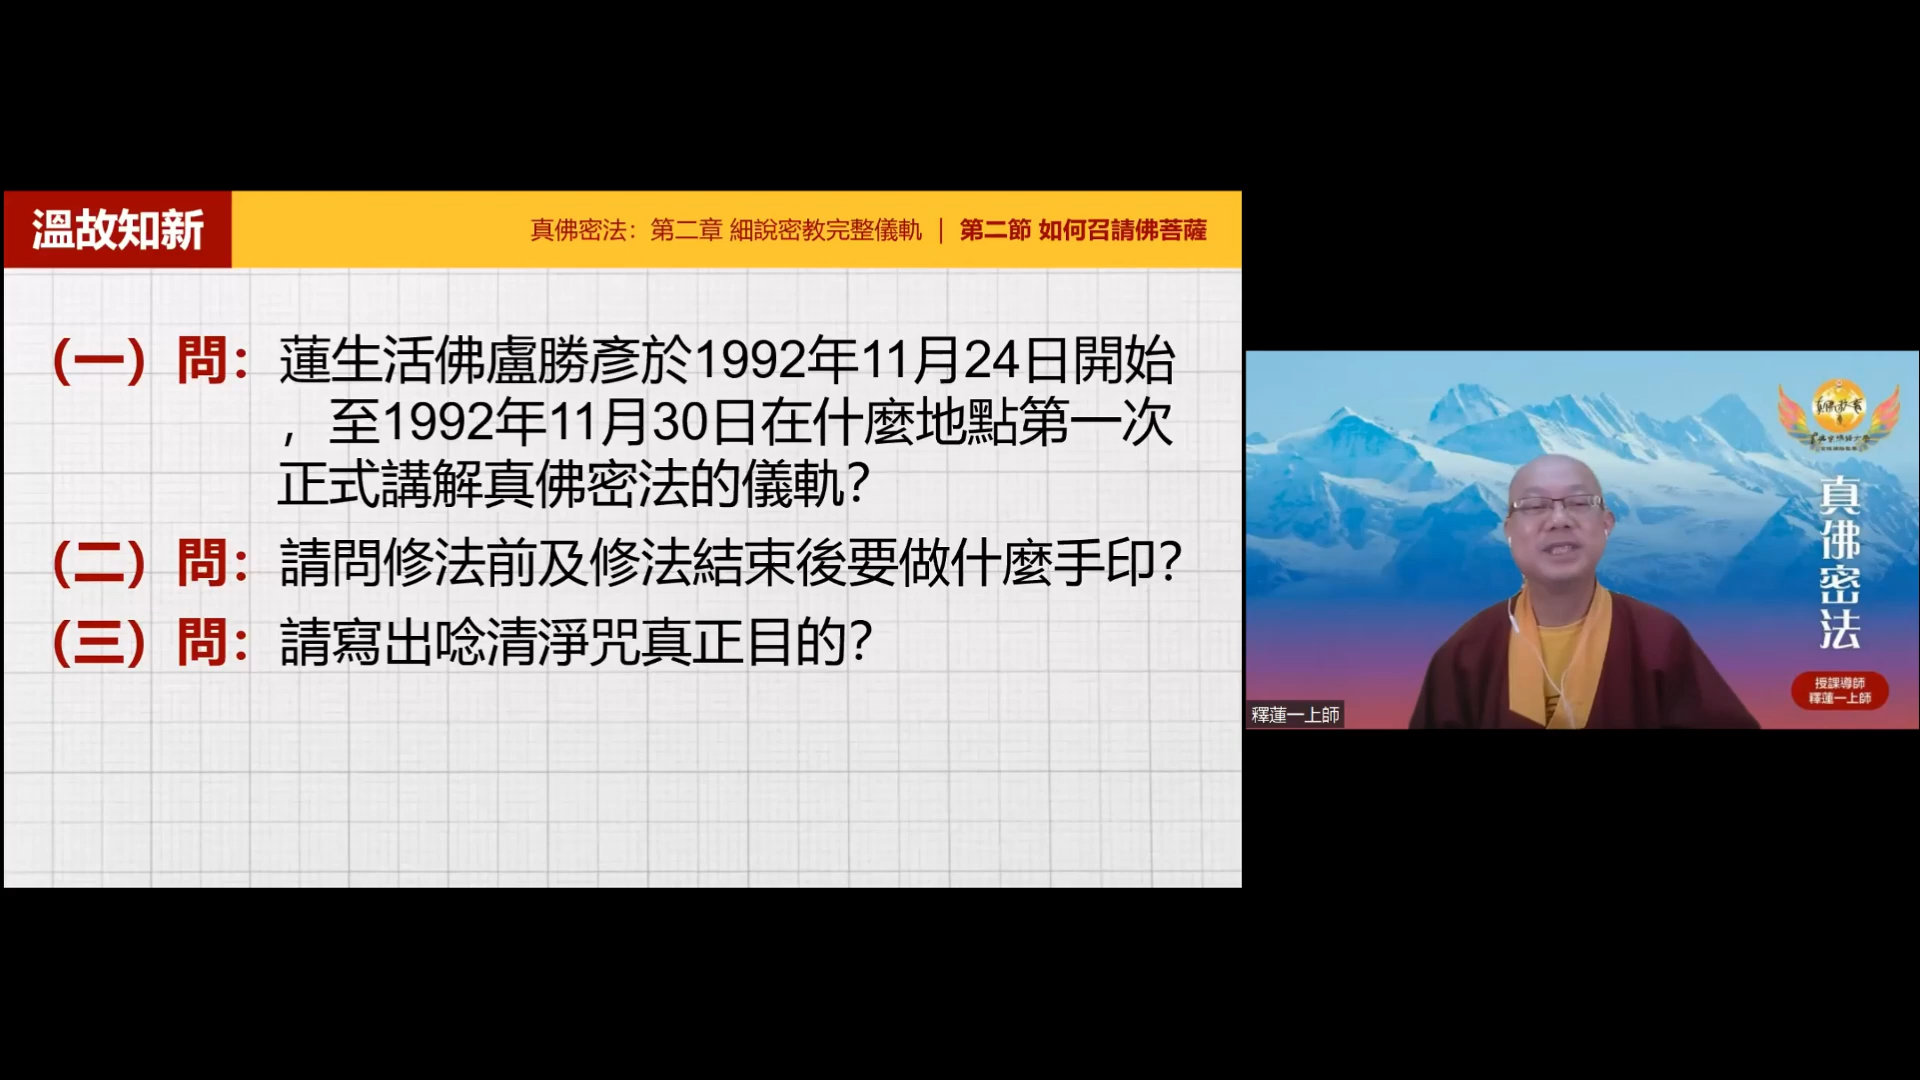 溫故知新
真佛密法：第二章 細說密教完整儀軌 | 第二節 如何召請佛菩薩
(一) 問：蓮生活佛盧勝彥於1992年11月24日開始
，至1992年11月30日在什麼地點第一次
正式講解真佛密法的儀軌？
(二) 問：請問修法前及修法結束後要做什麼手印？
(三) 問：請寫出唸清淨咒真正目的？
真佛密法
授課導師
釋蓮一上師
釋蓮一上師